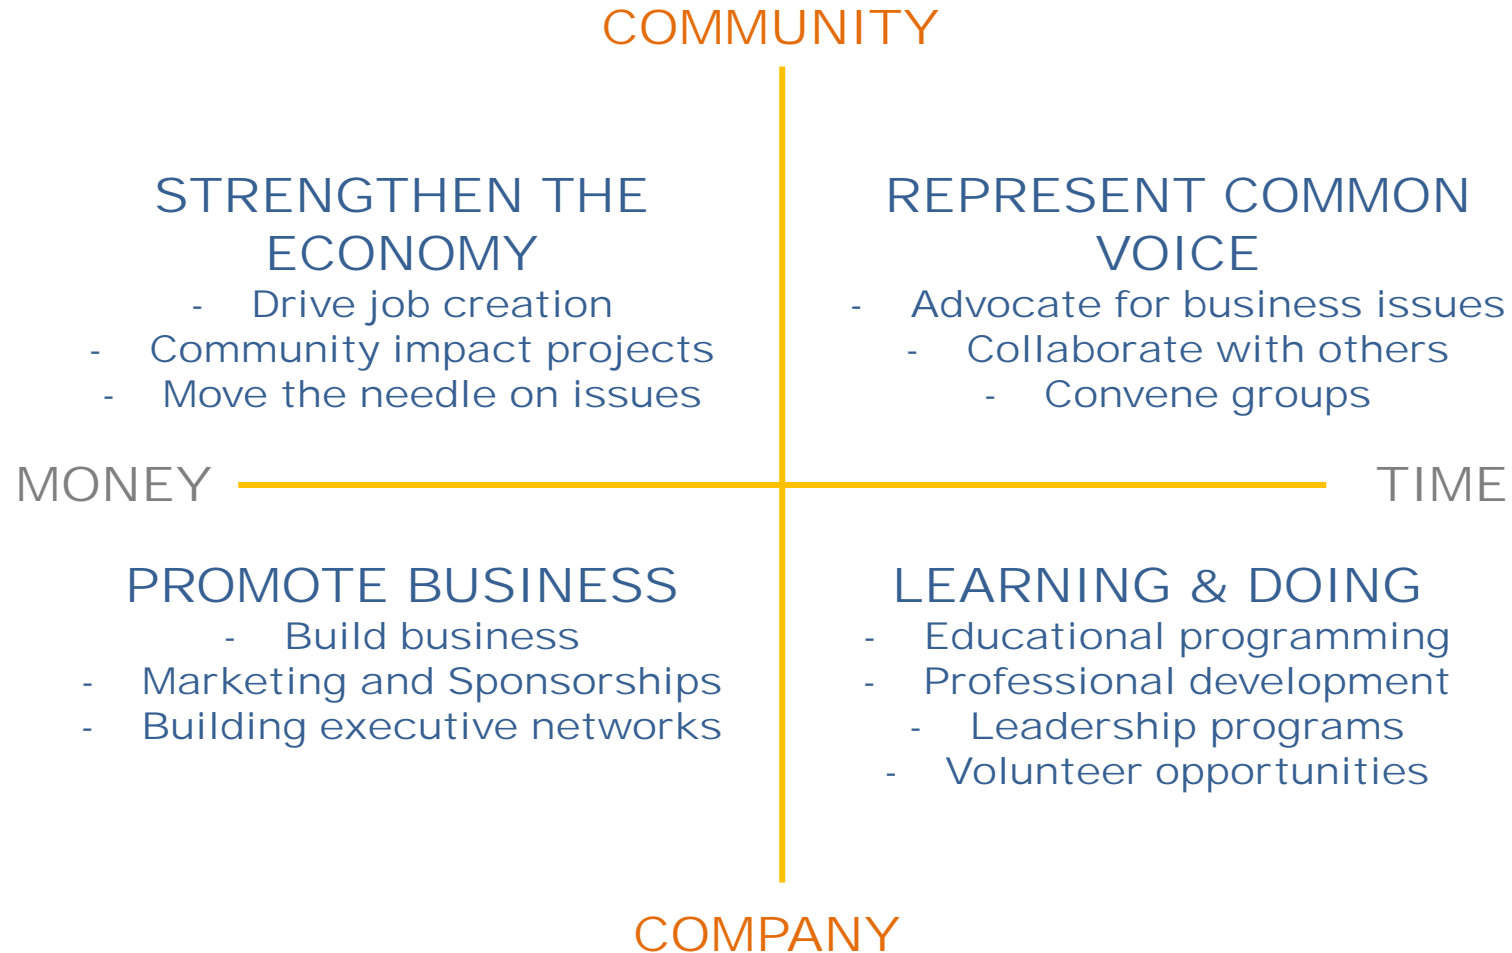 COMMUNITY
STRENGTHEN THE
ECONOMY
- Drive job creation
- Community impact projects
- Move the needle on issues
REPRESENT COMMON
VOICE
- Advocate for business issues
- Collaborate with others
- Convene groups
MONEY
TIME
PROMOTE BUSINESS
- Build business
- Marketing and Sponsorships
- Building executive networks
LEARNING & DOING
- Educational programming
- Professional development
- Leadership programs
- Volunteer opportunities
COMPANY